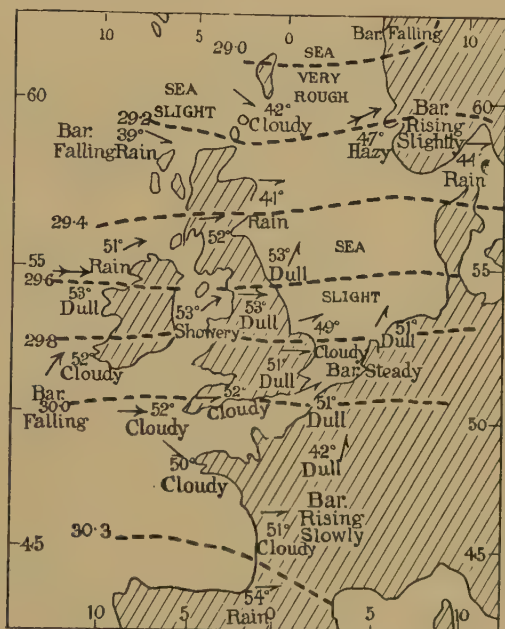 10 5 0 10
29·0 SEA Bar. Falling
VERY
ROUGH
60 SEA
SLIGHT
42°
Cloudy
60
29·2
39°
Bar.
Falling Rain
47°
Hazy
Bar.
Rising
Slightly
44°
Rain
41°
Rain
29·4
52°
51°
Rain
55
53°
Dull
SEA
SLIGHT
55
29·6
53°
Dull
53°
Showery
53°
Dull
49°
Cloudy
51°
Dull
29·8
52°
Cloudy
51°
Dull
Bar. Steady
Bar.
30·0
Falling
52°
Cloudy
52°
Cloudy
51°
Dull
50
50°
Cloudy
42°
Dull
Bar.
Rising
Slowly
51°
Cloudy
30·3
45
45
54°
Rain
10 5 0 5 10